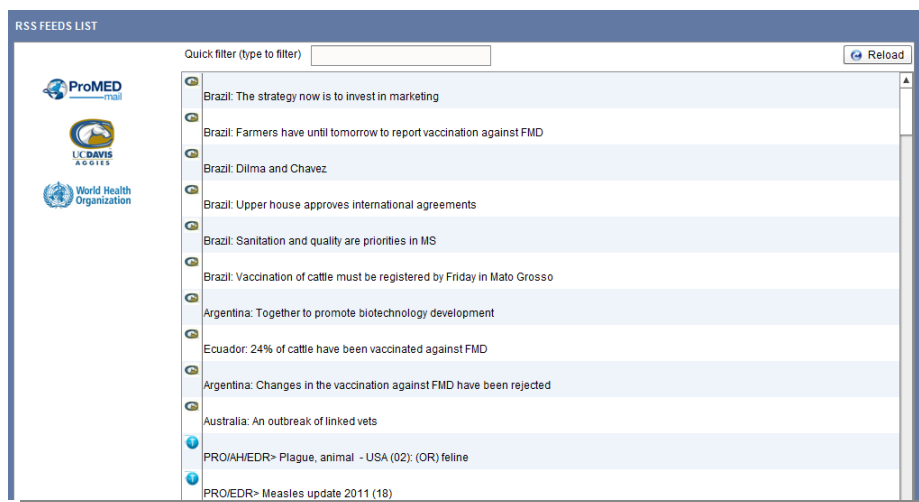 RSS FEEDS LIST
Quick filter (type to filter)
Reload
ProMED
mail
UCDAVIS
AGGIES
World Health
Organization
Brazil: The strategy now is to invest in marketing
Brazil: Farmers have until tomorrow to report vaccination against FMD
Brazil: Dilma and Chavez
Brazil: Upper house approves international agreements
Brazil: Sanitation and quality are priorities in MS
Brazil: Vaccination of cattle must be registered by Friday in Mato Grosso
Argentina: Together to promote biotechnology development
Ecuador: 24% of cattle have been vaccinated against FMD
Argentina: Changes in the vaccination against FMD have been rejected
Australia: An outbreak of linked vets
PRO/AH/EDR> Plague, animal - USA (02): (OR) feline
PRO/EDR> Measles update 2011 (18)